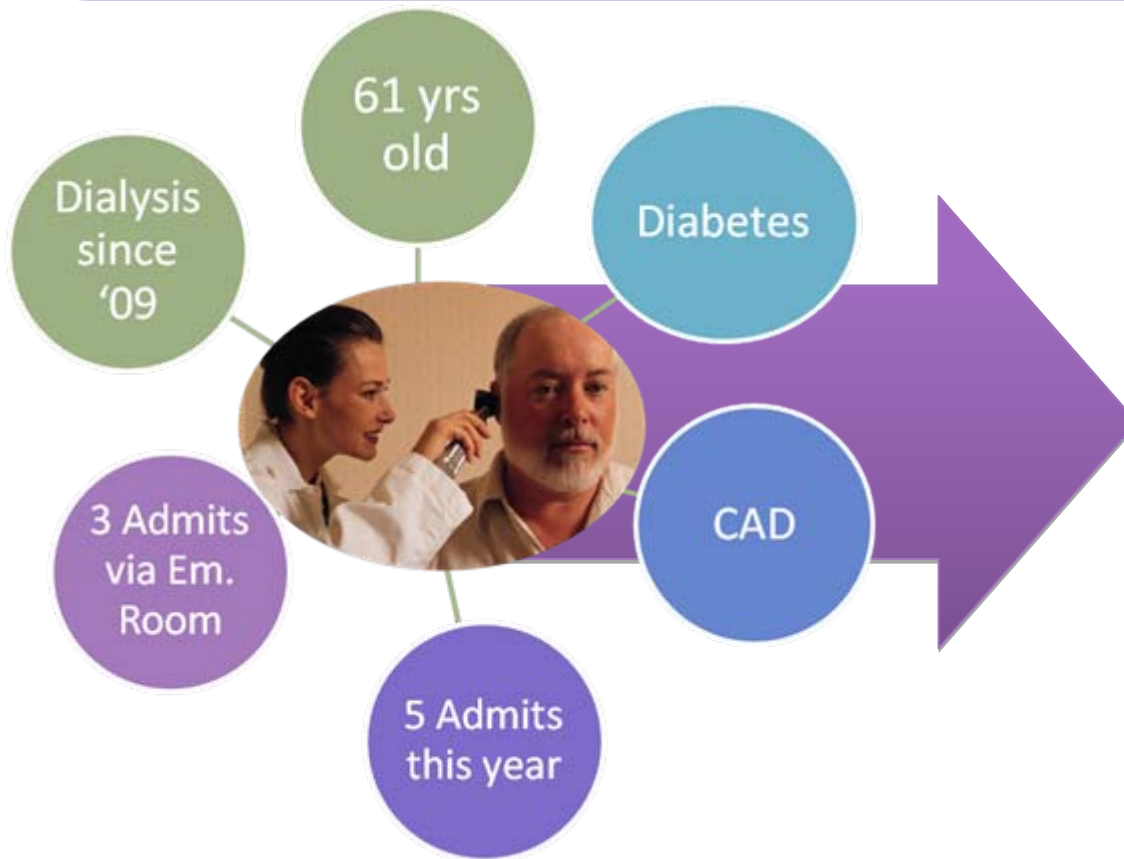 61 yrs
old
Diabetes
CAD
5 Admits
this year
3 Admits
via Em.
Room
Dialysis
since
‘09